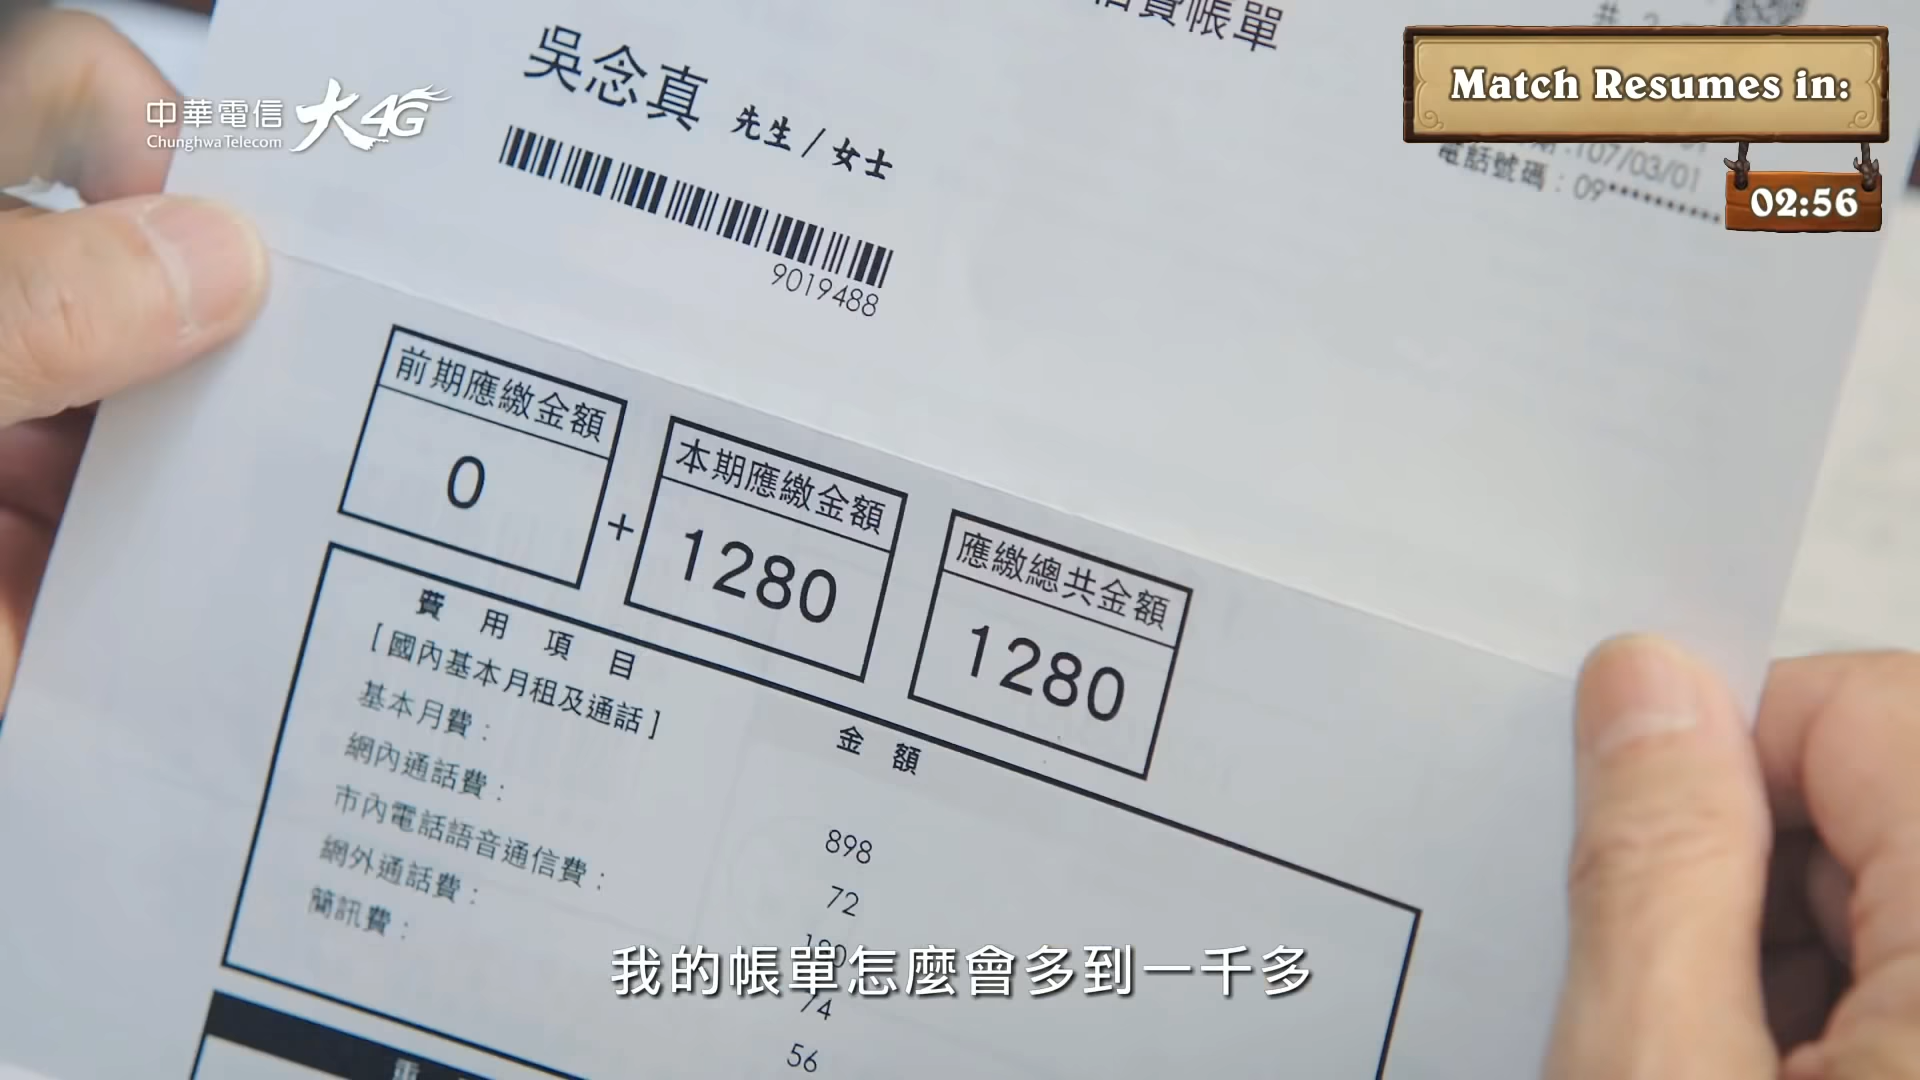 信費帳單
吳念真 先生/女士
9019488
中華電信 大4G
Chunghwa Telecom
Match Resumes in:
02:56
107/03/01
電話號碼:09**********
前期應繳金額
0
+
本期應繳金額
1280
應繳總共金額
1280
費用項目
金額
[國內基本月租及通話]
基本月費:
898
網內通話費:
72
市內電話語音通信費:
網外通話費:
74
簡訊費:
56
我的帳單怎麼會多到一千多